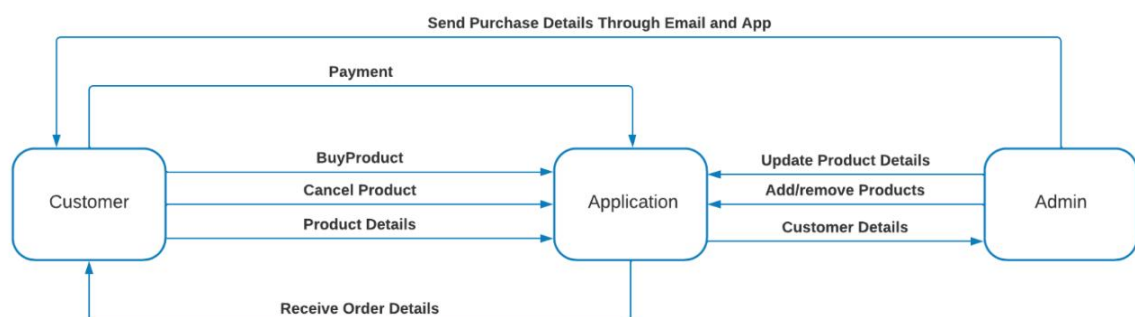 Send Purchase Details Through Email and App
Payment
BuyProduct
Update Product Details
Customer
Cancel Product
Application
Add/remove Products
Admin
Product Details
Customer Details
Receive Order Details